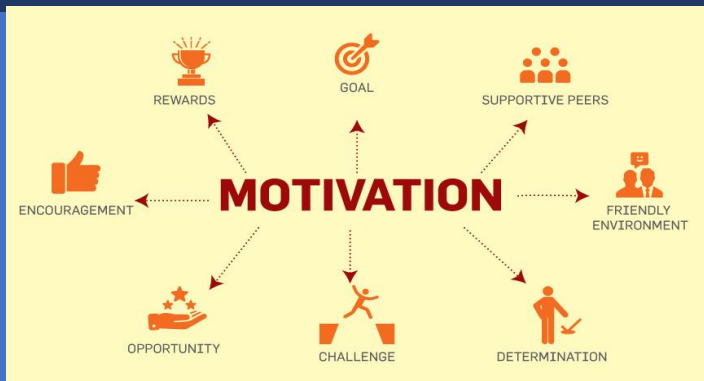 GOAL
REWARDS
SUPPORTIVE PEERS
MOTIVATION
ENCOURAGEMENT
FRIENDLY
ENVIRONMENT
OPPORTUNITY
CHALLENGE
DETERMINATION